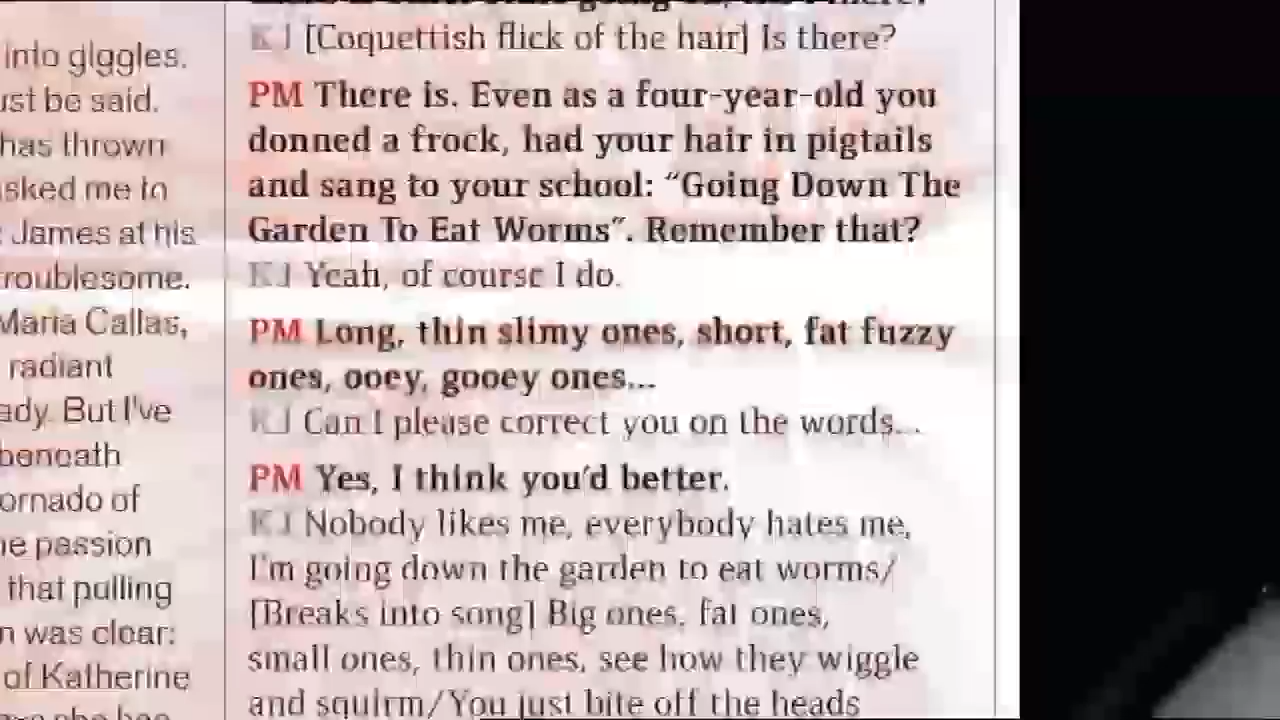 into giggles.
ust be said.
has thrown
asked me to
James at his
troublesome.
Maria Callas,
radiant
ady. But I've
beneath
ornado of
he passion
that pulling
n was clear:
of Katherine
KJ [Coquettish flick of the hair] Is there?
PM There is. Even as a four-year-old you
donned a frock, had your hair in pigtails
and sang to your school: “Going Down The
Garden To Eat Worms”. Remember that?
KJ Yeah, of course I do.
PM Long, thin slimy ones, short, fat fuzzy
ones, ooey, gooey ones...
KJ Can I please correct you on the words...
PM Yes, I think you'd better.
KJ Nobody likes me, everybody hates me,
I'm going down the garden to eat worms/
[Breaks into song] Big ones, fat ones,
small ones, thin ones, see how they wiggle
and squirm/You just bite off the heads